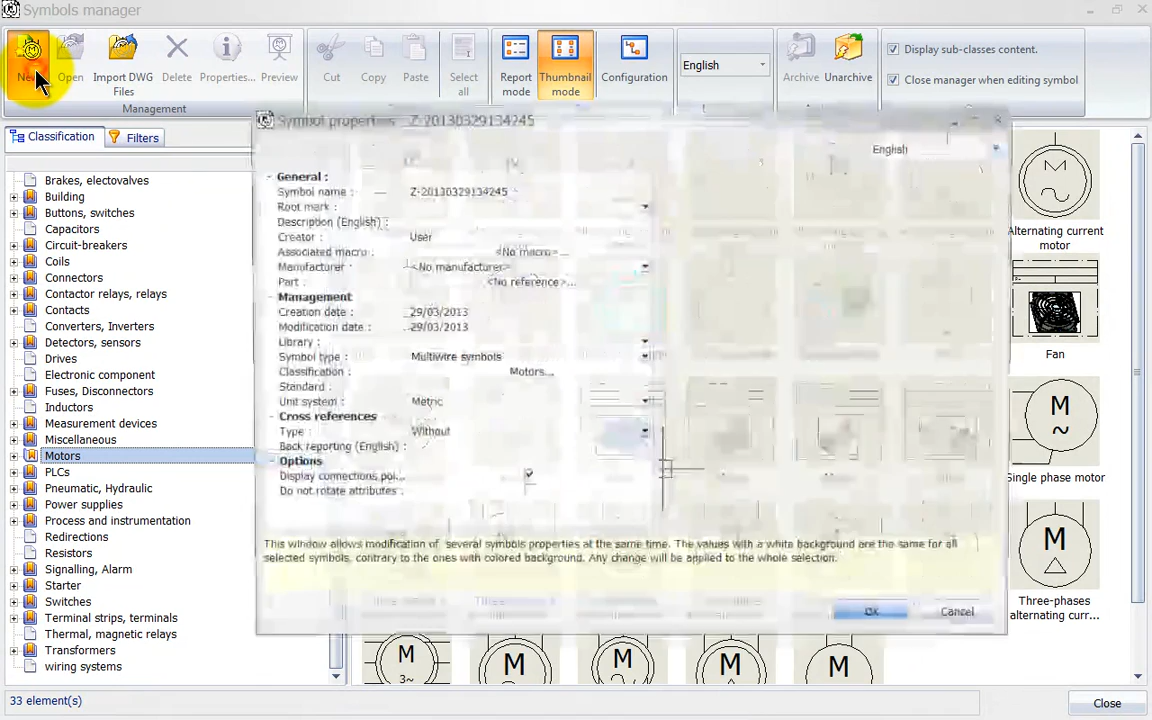 Symbols manager
New
Open
Import DWG
Files
Delete
Properties...
Preview
Cut
Copy
Paste
Select
all
Report
mode
Thumbnail
mode
Configuration
English
Archive
Unarchive
Display sub-classes content.
Close manager when editing symbol
Management
Classification
Filters
Brakes, electovalves
Building
Buttons, switches
Capacitors
Circuit-breakers
Coils
Connectors
Contactor relays, relays
Contacts
Converters, Inverters
Detectors, sensors
Drives
Electronic component
Fuses, Disconnectors
Inductors
Measurement devices
Miscellaneous
Motors
PLCs
Pneumatic, Hydraulic
Power supplies
Process and instrumentation
Redirections
Resistors
Signalling, Alarm
Starter
Switches
Terminal strips, terminals
Thermal, magnetic relays
Transformers
wiring systems
Symbol properties Z-20130329134245
English
General :
Symbol name : Z-20130329134245
Root mark :
Description (English) :
Creator : User
Associated macro : <No macro>...
Manufacturer : <No manufacturer>
Part : <No reference>...
Management
Creation date : 29/03/2013
Modification date : 29/03/2013
Library :
Symbol type : Multiwire symbols
Classification : Motors...
Standard :
Unit system : Metric
Cross references
Type : Without
Back reporting (English) :
Options
Display connections poi...
Do not rotate attributes :
This window allows modification of several symbols properties at the same time. The values with a white background are the same for all
selected symbols, contrary to the ones with colored background. Any change will be applied to the whole selection.
OK
Cancel
M
Alternating current
motor
Fan
M
~
Single phase motor
M
Three-phases
alternating curr...
M
3~
M
M
M
M
33 element(s)
Close